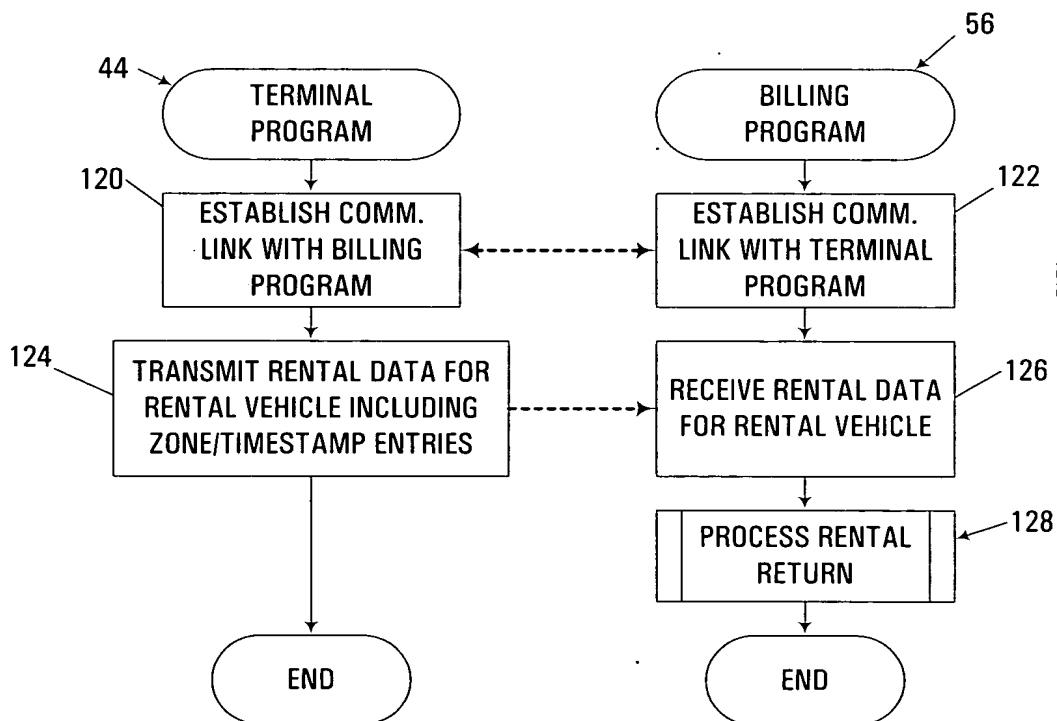 44
TERMINAL
PROGRAM
120
ESTABLISH COMM.
LINK WITH BILLING
PROGRAM
124
TRANSMIT RENTAL DATA FOR
RENTAL VEHICLE INCLUDING
ZONE/TIMESTAMP ENTRIES
END
56
BILLING
PROGRAM
122
ESTABLISH COMM.
LINK WITH TERMINAL
PROGRAM
126
RECEIVE RENTAL DATA
FOR RENTAL VEHICLE
128
PROCESS RENTAL
RETURN
END